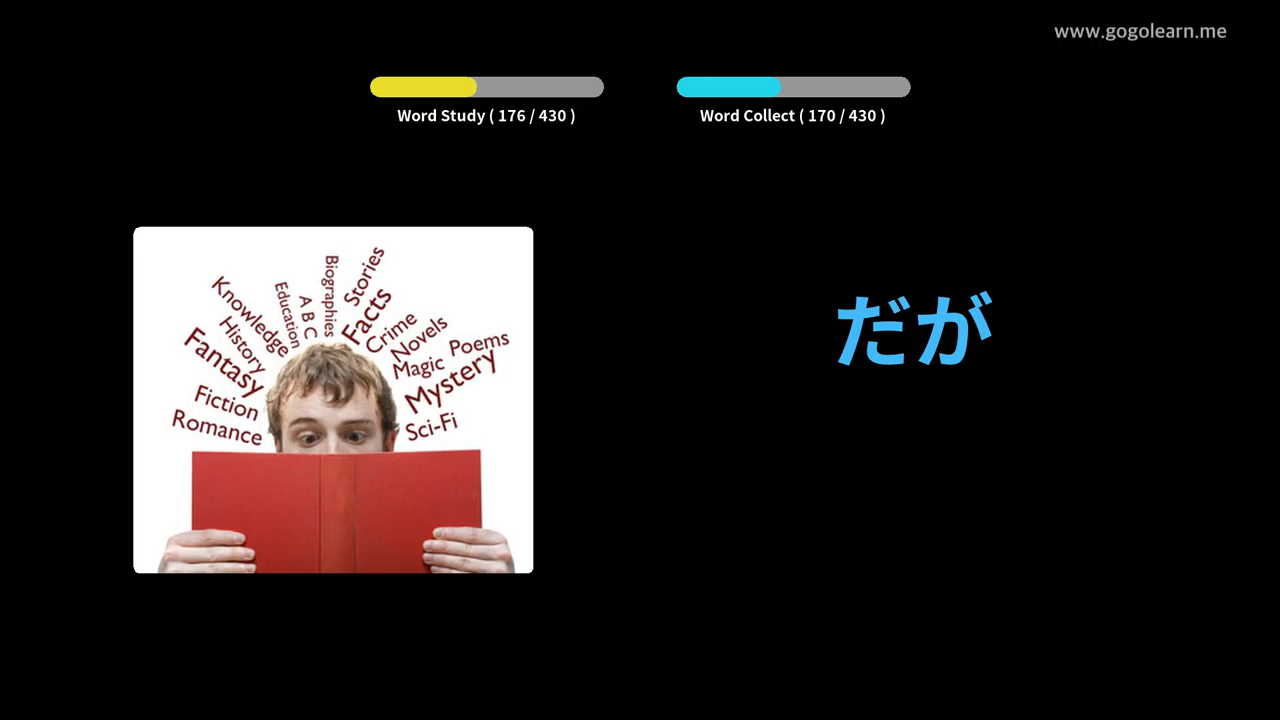 www.gogolearn.me
Word Study ( 176 / 430 )
Word Collect ( 170 / 430 )
Biographies
Stories
Education
A B C
Facts
Knowledge
Crime
History
Novels
Poems
Fantasy
Magic
Mystery
Fiction
Romance
Sci-Fi
だが